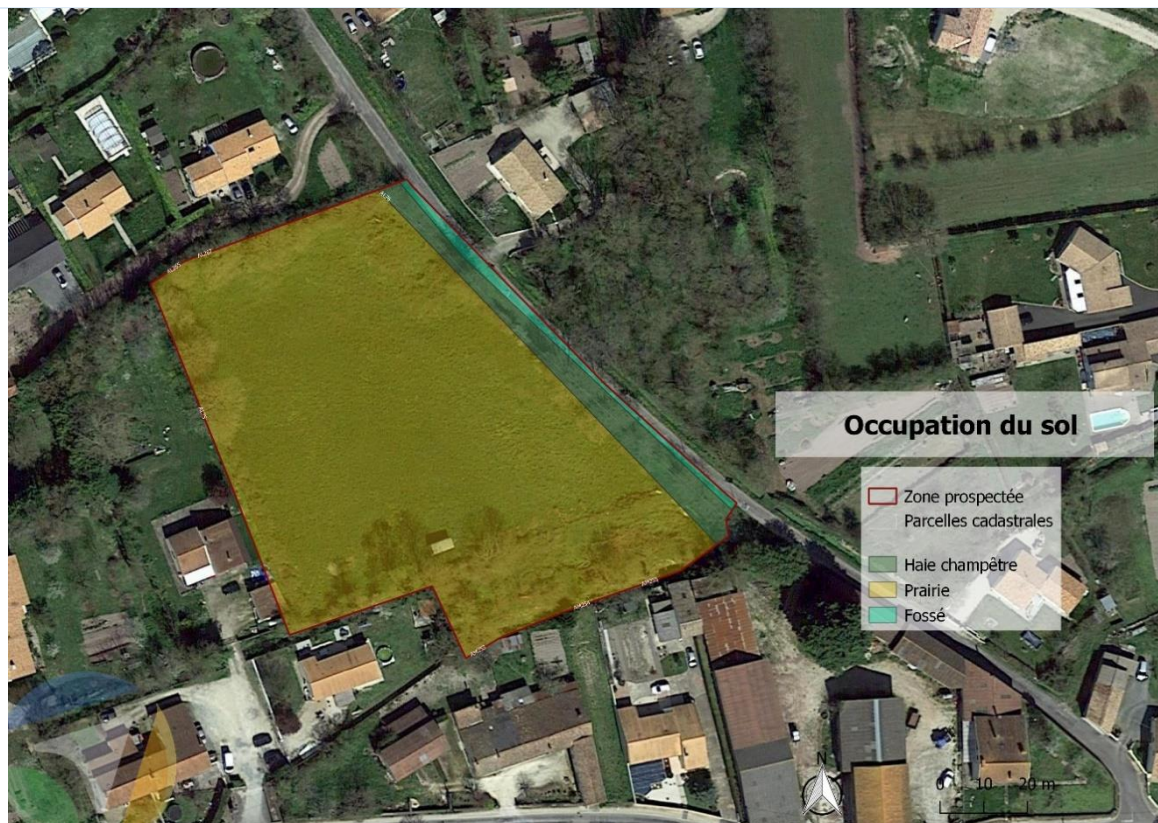 Occupation du sol
Zone prospectée
Parcelles cadastrales
Haie champêtre
Prairie
Fossé
N
0 10 20 m